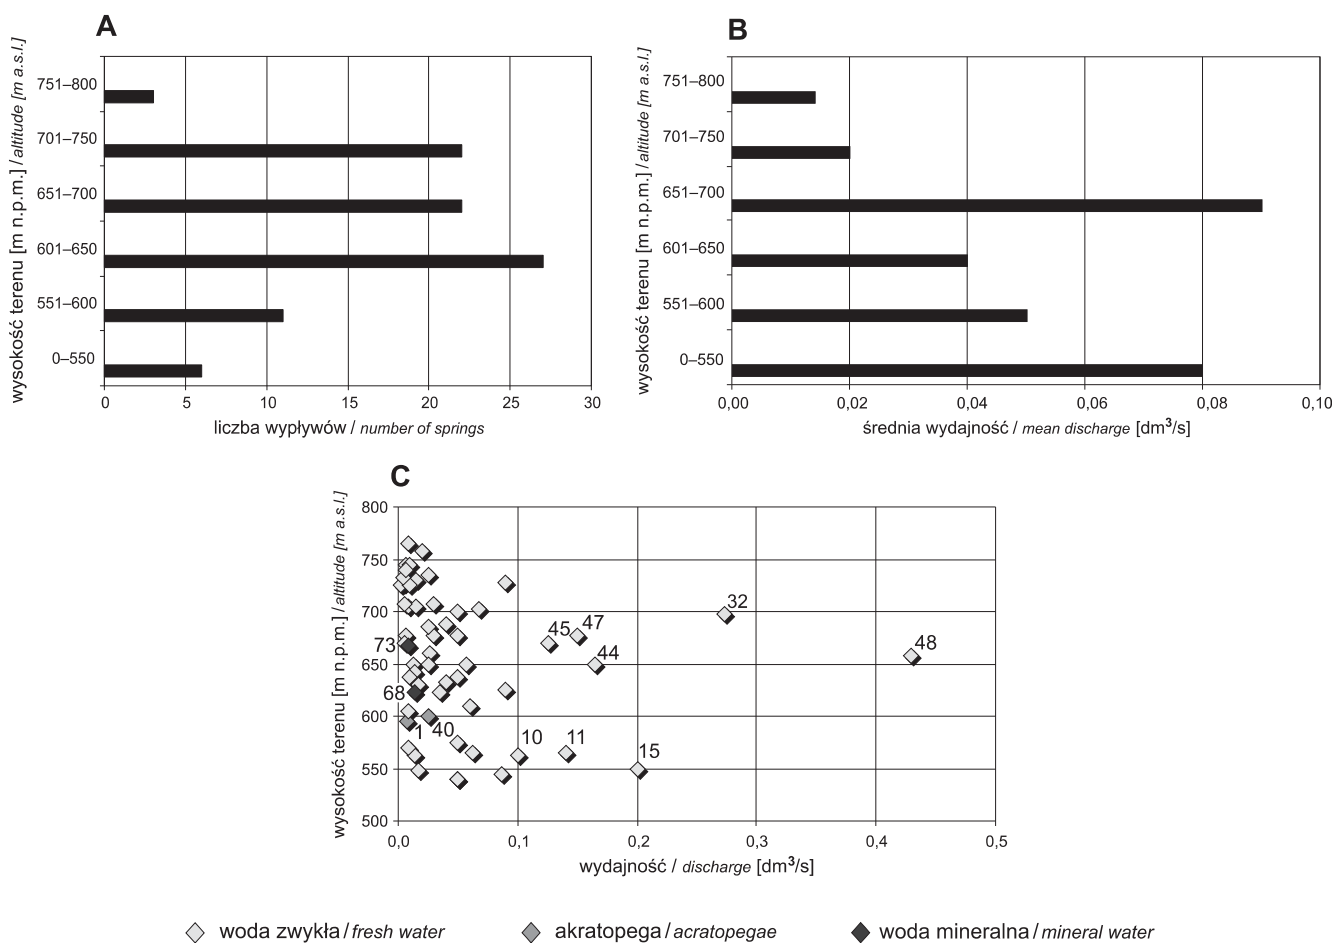 A
wysokość terenu [m n.p.m.] / altitude [m a.s.l.]
751–800
701–750
651–700
601–650
551–600
0–550
0 5 10 15 20 25 30
liczba wypływów / number of springs
B
wysokość terenu [m n.p.m.] / altitude [m a.s.l.]
751–800
701–750
651–700
601–650
551–600
0–550
0,00 0,02 0,04 0,06 0,08 0,10
średnia wydajność / mean discharge [dm³/s]
C
wysokość terenu [m n.p.m.] / altitude [m a.s.l.]
800
750
700
650
600
550
500
32
45 47
73 44 48
68
1 40
10 11
15
0,0 0,1 0,2 0,3 0,4 0,5
wydajność / discharge [dm³/s]
woda zwykła / fresh water akratopega / acratopegae woda mineralna / mineral water